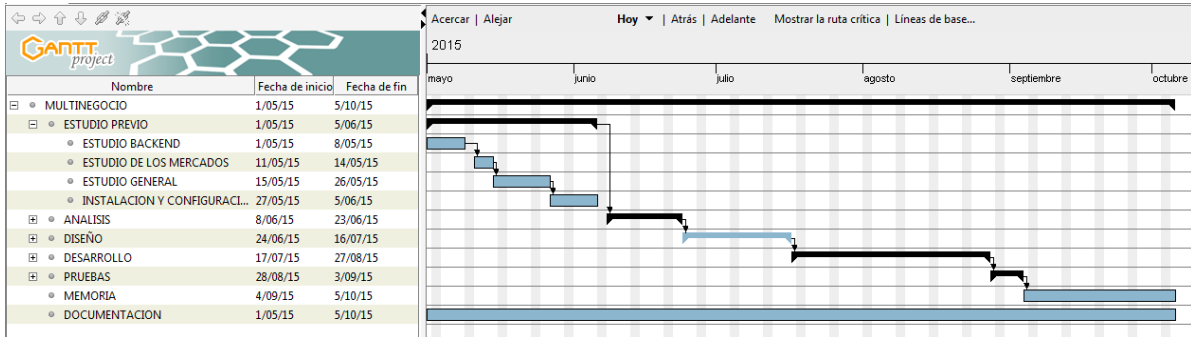 Acercar | Alejar Hoy | Atrás | Adelante Mostrar la ruta crítica | Líneas de base...
GANTT
project
2015
mayo junio julio agosto septiembre octubre
Nombre Fecha de inicio Fecha de fin
MULTINEGOCIO 1/05/15 5/10/15
ESTUDIO PREVIO 1/05/15 5/06/15
ESTUDIO BACKEND 1/05/15 8/05/15
ESTUDIO DE LOS MERCADOS 11/05/15 14/05/15
ESTUDIO GENERAL 15/05/15 26/05/15
INSTALACION Y CONFIGURACI... 27/05/15 5/06/15
ANALISIS 8/06/15 23/06/15
DISEÑO 24/06/15 16/07/15
DESARROLLO 17/07/15 27/08/15
PRUEBAS 28/08/15 3/09/15
MEMORIA 4/09/15 5/10/15
DOCUMENTACION 1/05/15 5/10/15